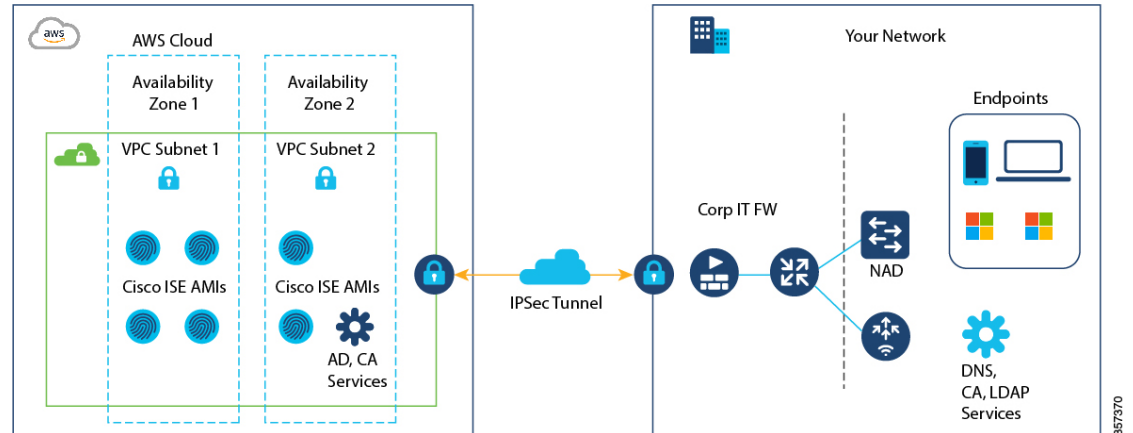 aws
AWS Cloud
Availability
Zone 1
Availability
Zone 2
VPC Subnet 1
VPC Subnet 2
Cisco ISE AMIs
Cisco ISE AMIs
AD, CA
Services
IPSec Tunnel
Your Network
Endpoints
Corp IT FW
NAD
DNS,
CA, LDAP
Services
357370